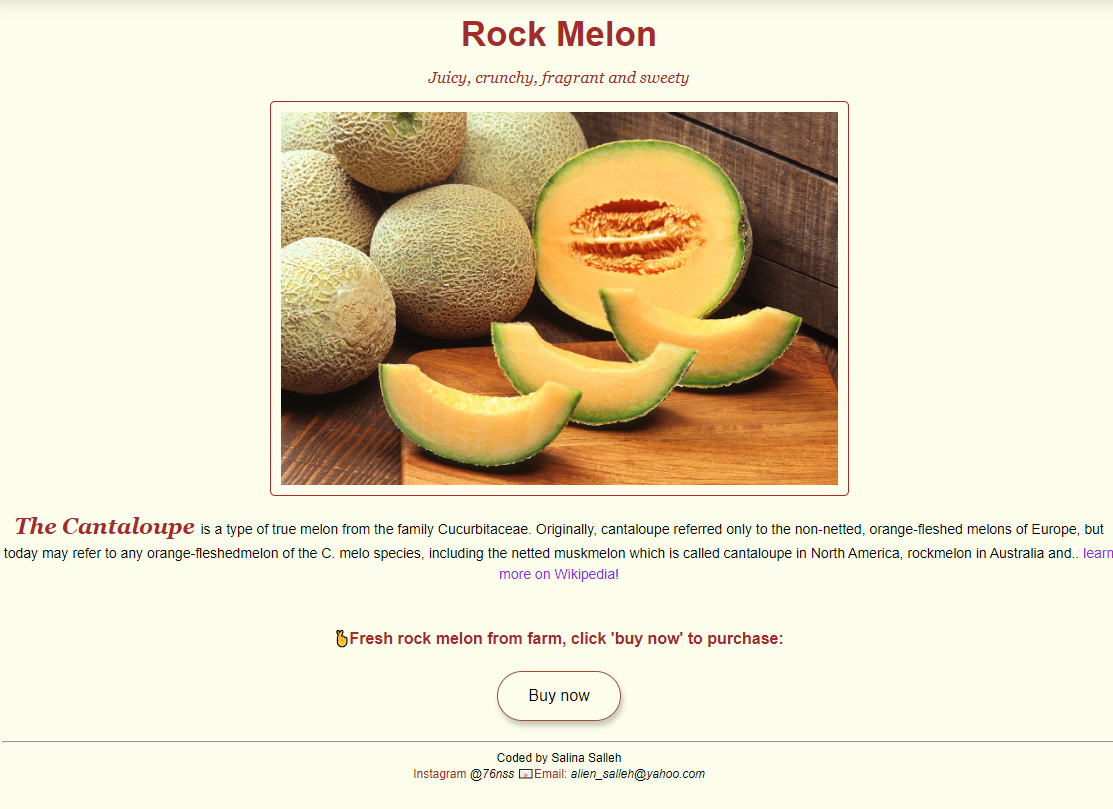 Rock Melon
Juicy, crunchy, fragrant and sweety
The Cantaloupe is a type of true melon from the family Cucurbitaceae. Originally, cantaloupe referred only to the non-netted, orange-fleshed melons of Europe, but
today may refer to any orange-fleshedmelon of the C. melo species, including the netted muskmelon which is called cantaloupe in North America, rockmelon in Australia and.. learn
more on Wikipedia!
🫰Fresh rock melon from farm, click 'buy now' to purchase:
Buy now
Coded by Salina Salleh
Instagram @76nss 💌Email: alien_salleh@yahoo.com